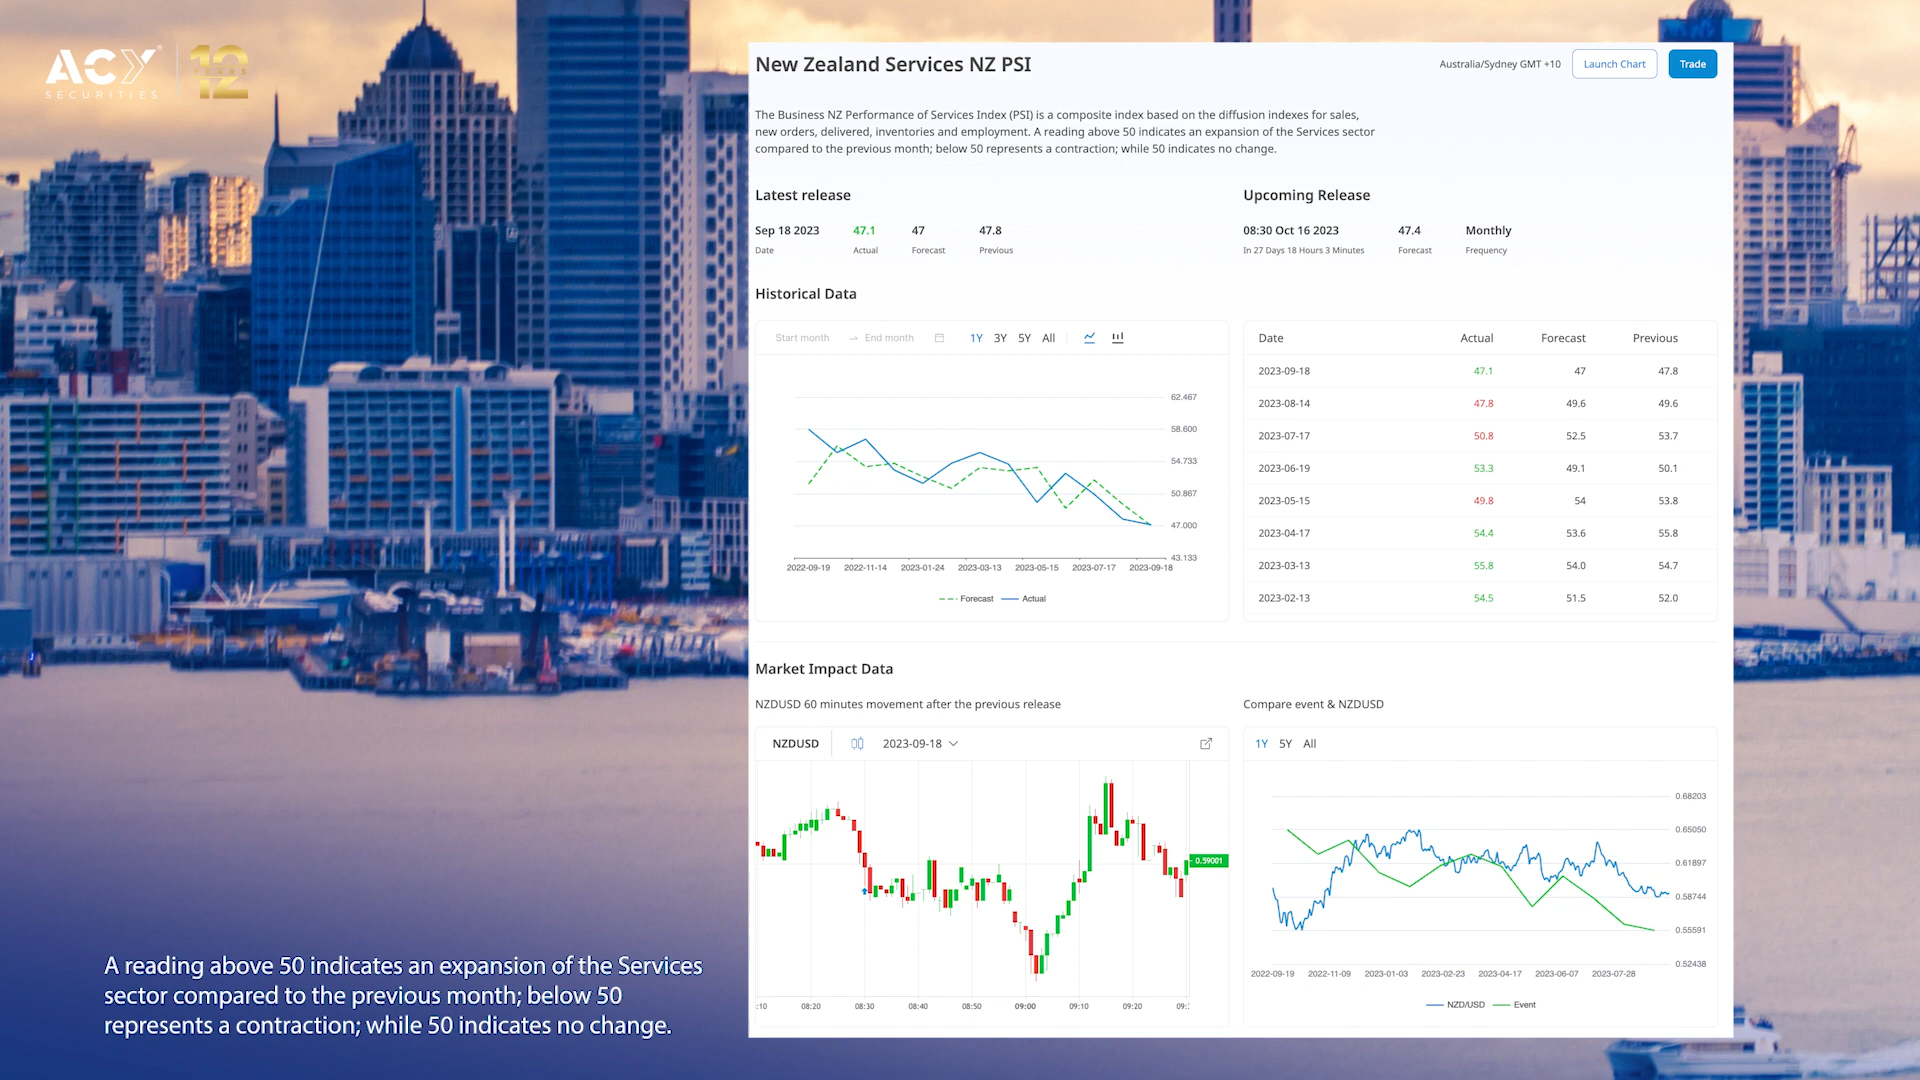 ACY
SECURITIES
12
YEARS
New Zealand Services NZ PSI
Australia/Sydney GMT +10
Launch Chart
Trade
The Business NZ Performance of Services Index (PSI) is a composite index based on the diffusion indexes for sales,
new orders, delivered, inventories and employment. A reading above 50 indicates an expansion of the Services sector
compared to the previous month; below 50 represents a contraction; while 50 indicates no change.
Latest release
Sep 18 2023 47.1 47 47.8
Date Actual Forecast Previous
Upcoming Release
08:30 Oct 16 2023 47.4 Monthly
In 27 Days 18 Hours 3 Minutes Forecast Frequency
Historical Data
Start month → End month 1Y 3Y 5Y All
62.467
58.600
54.733
50.867
47.000
43.133
2022-09-19 2022-11-14 2023-01-24 2023-03-13 2023-05-15 2023-07-17 2023-09-18
Forecast Actual
Date Actual Forecast Previous
2023-09-18 47.1 47 47.8
2023-08-14 47.8 49.6 49.6
2023-07-17 50.8 52.5 53.7
2023-06-19 53.3 49.1 50.1
2023-05-15 49.8 54 53.8
2023-04-17 54.4 53.6 55.8
2023-03-13 55.8 54.0 54.7
2023-02-13 54.5 51.5 52.0
Market Impact Data
NZDUSD 60 minutes movement after the previous release
NZDUSD 2023-09-18
0.59001
:10 08:20 08:30 08:40 08:50 09:00 09:10 09:20 09:
Compare event & NZDUSD
1Y 5Y All
0.68203
0.65050
0.61897
0.58744
0.55591
0.52438
2022-09-19 2022-11-09 2023-01-03 2023-02-23 2023-04-17 2023-06-07 2023-07-28
NZD/USD Event
A reading above 50 indicates an expansion of the Services
sector compared to the previous month; below 50
represents a contraction; while 50 indicates no change.